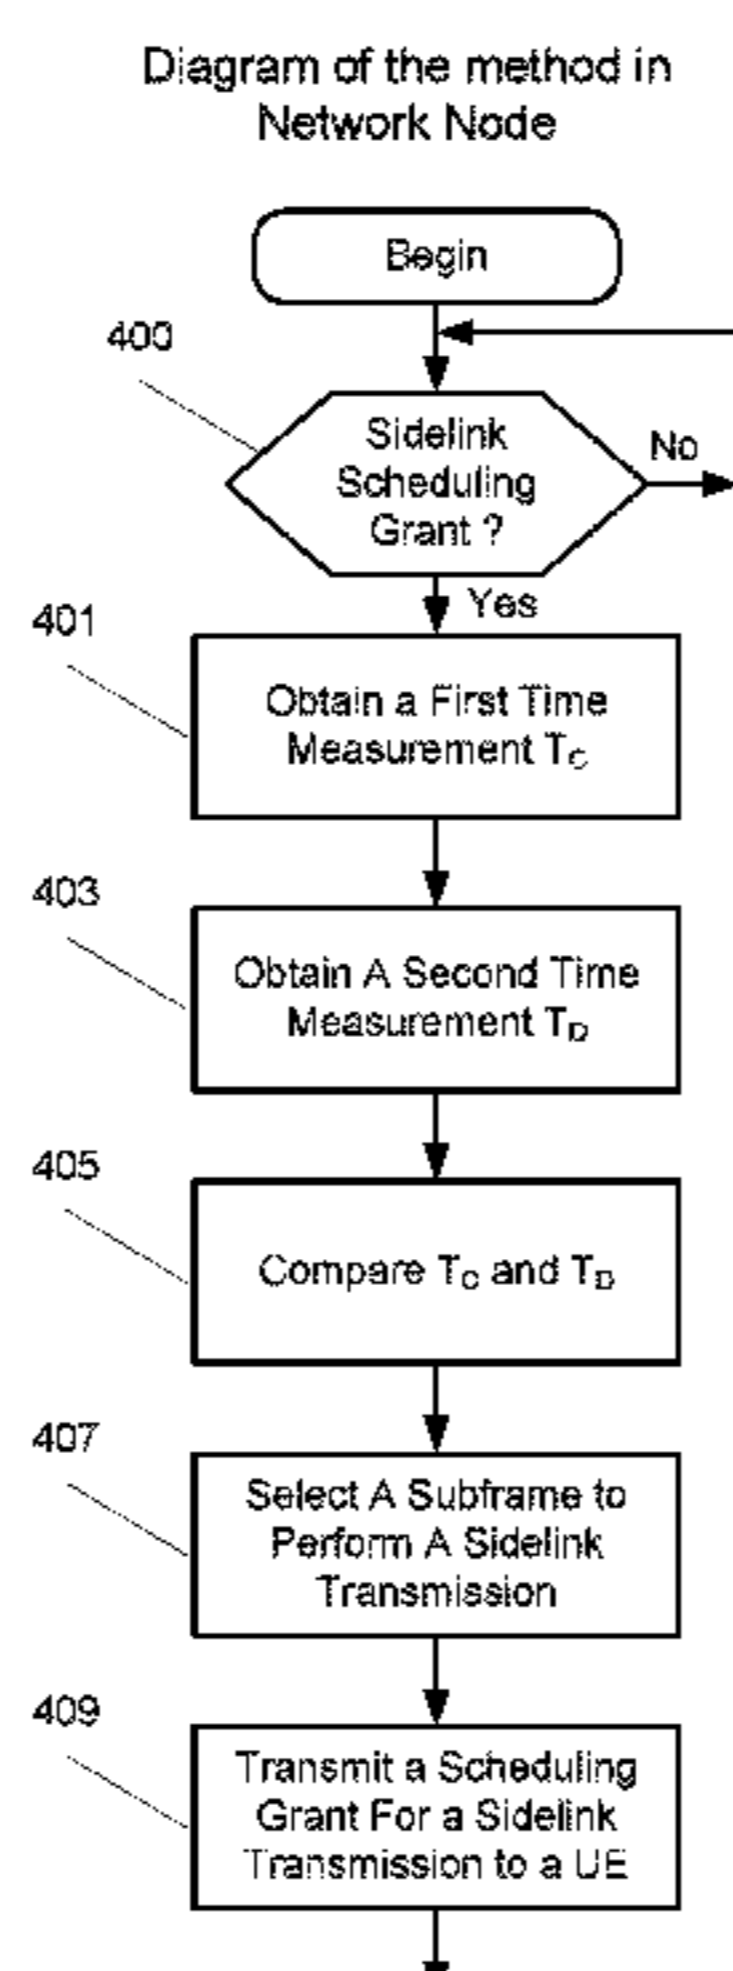 Diagram of the method in
Network Node
Begin
400
Sidelink
Scheduling
Grant ?
No
Yes
401
Obtain a First Time
Measurement TC
403
Obtain A Second Time
Measurement TD
405
Compare TC and TD
407
Select A Subframe to
Perform A Sidelink
Transmission
409
Transmit a Scheduling
Grant For a Sidelink
Transmission to a UE